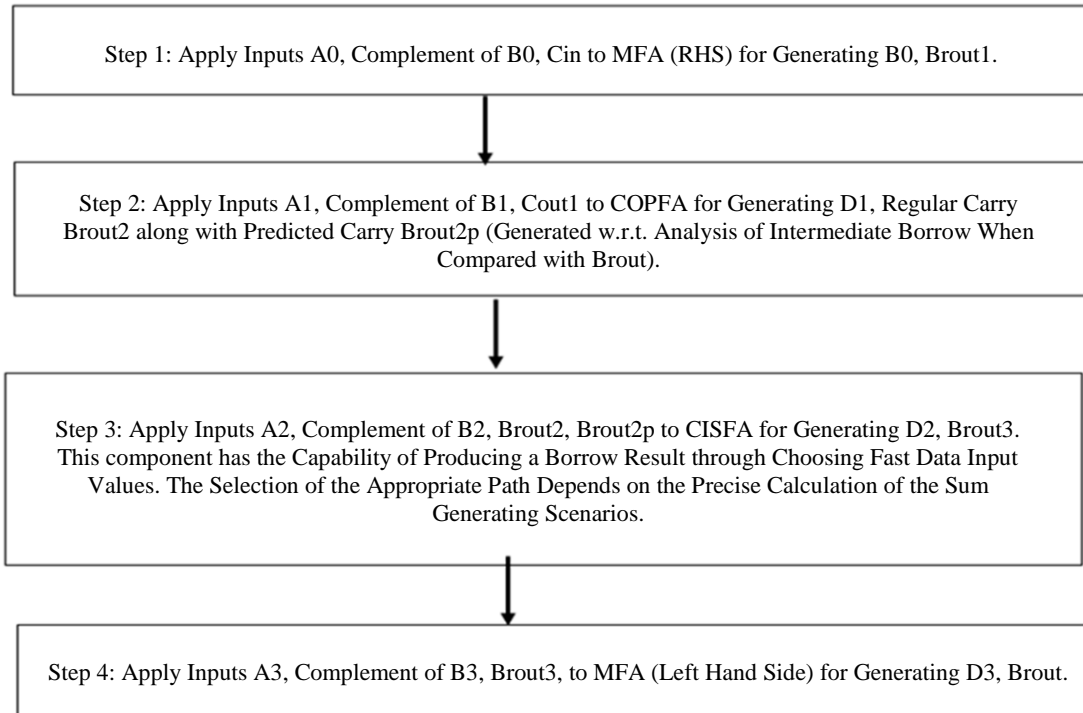 Step 1: Apply Inputs A0, Complement of B0, Cin to MFA (RHS) for Generating B0, Brout1.
Step 2: Apply Inputs A1, Complement of B1, Cout1 to COPFA for Generating D1, Regular Carry
Brout2 along with Predicted Carry Brout2p (Generated w.r.t. Analysis of Intermediate Borrow When
Compared with Brout).
Step 3: Apply Inputs A2, Complement of B2, Brout2, Brout2p to CISFA for Generating D2, Brout3.
This component has the Capability of Producing a Borrow Result through Choosing Fast Data Input
Values. The Selection of the Appropriate Path Depends on the Precise Calculation of the Sum
Generating Scenarios.
Step 4: Apply Inputs A3, Complement of B3, Brout3, to MFA (Left Hand Side) for Generating D3, Brout.